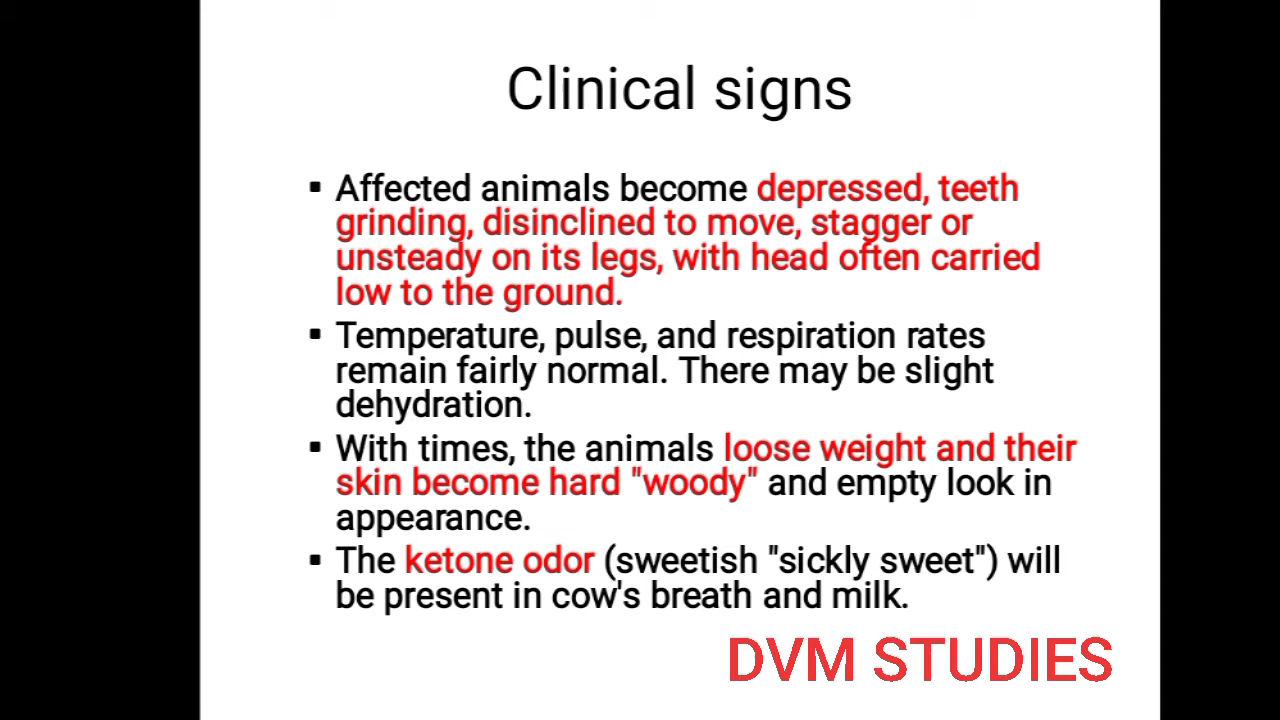 Clinical signs
▪ Affected animals become depressed, teeth
grinding, disinclined to move, stagger or
unsteady on its legs, with head often carried
low to the ground.
▪ Temperature, pulse, and respiration rates
remain fairly normal. There may be slight
dehydration.
▪ With times, the animals loose weight and their
skin become hard "woody" and empty look in
appearance.
▪ The ketone odor (sweetish "sickly sweet") will
be present in cow's breath and milk.
DVM STUDIES